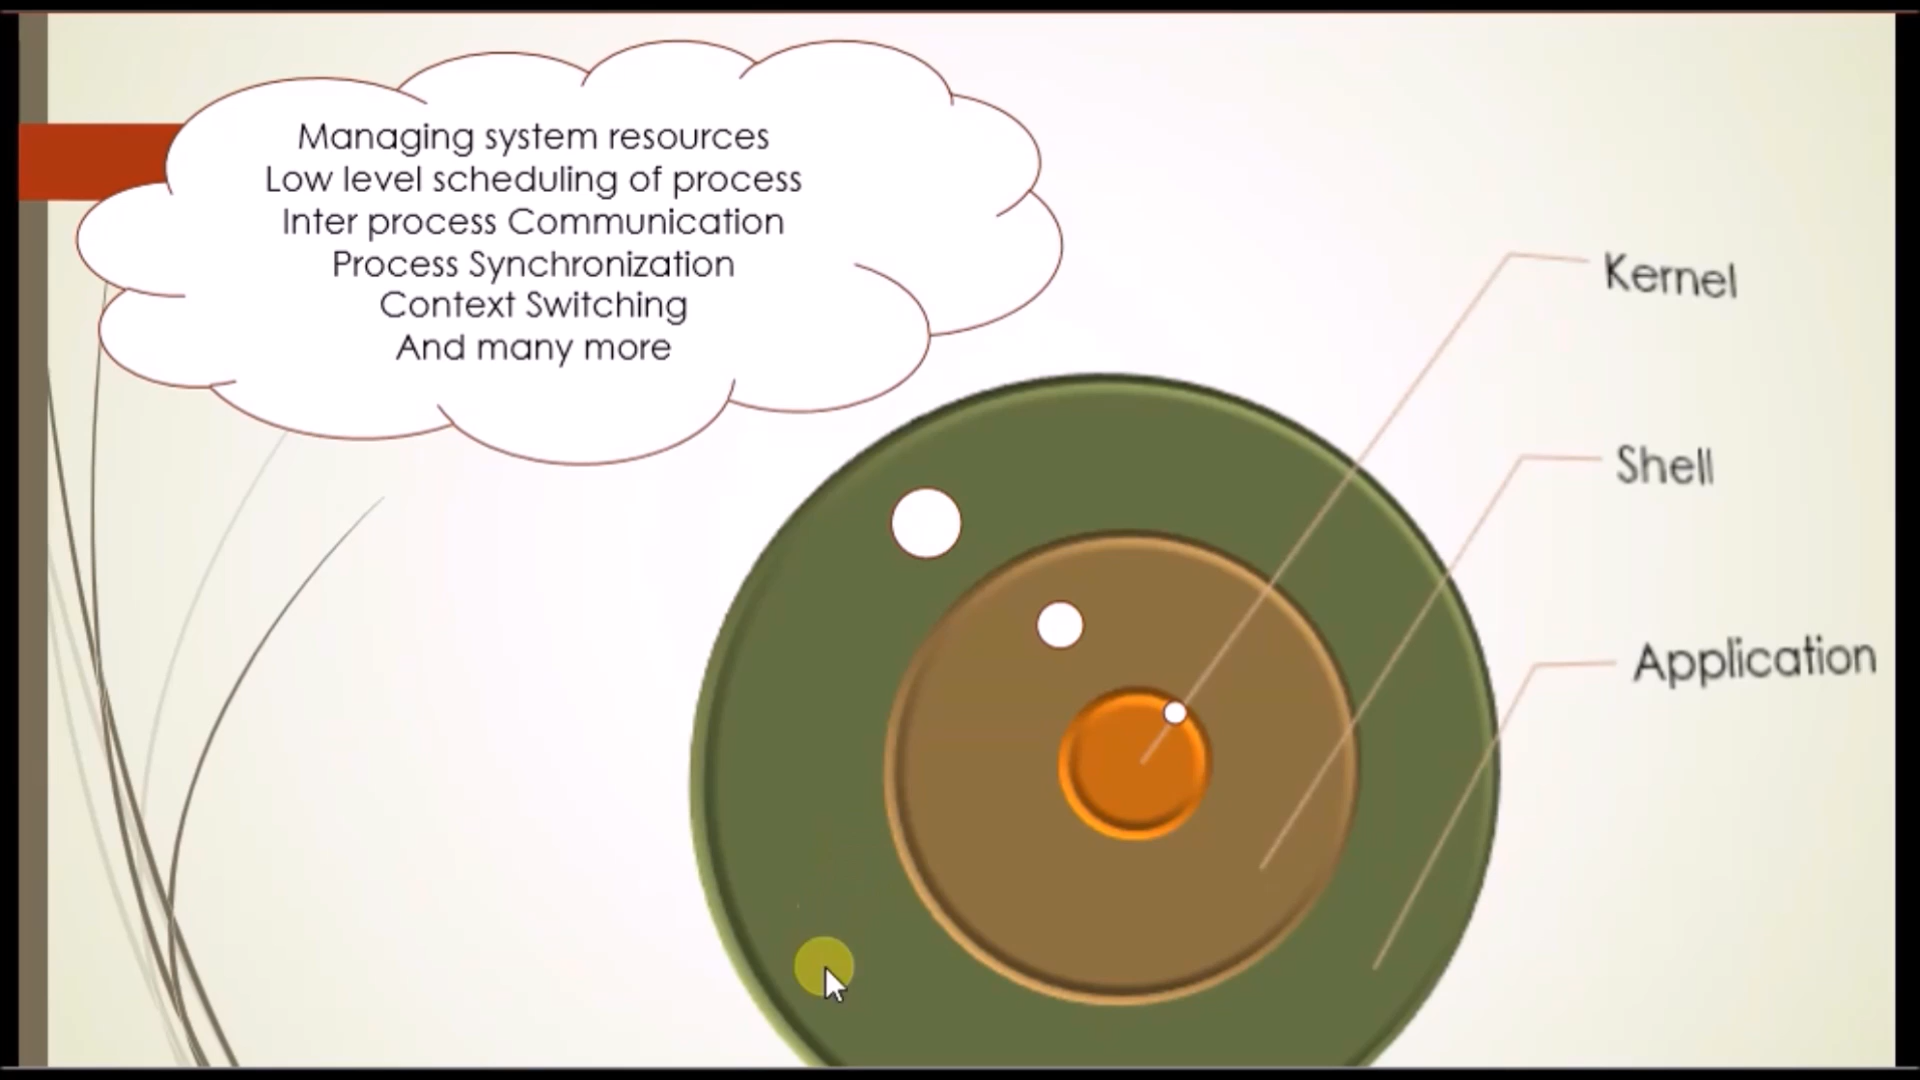 Managing system resources
Low level scheduling of process
Inter process Communication
Process Synchronization
Context Switching
And many more
Kernel
Shell
Application